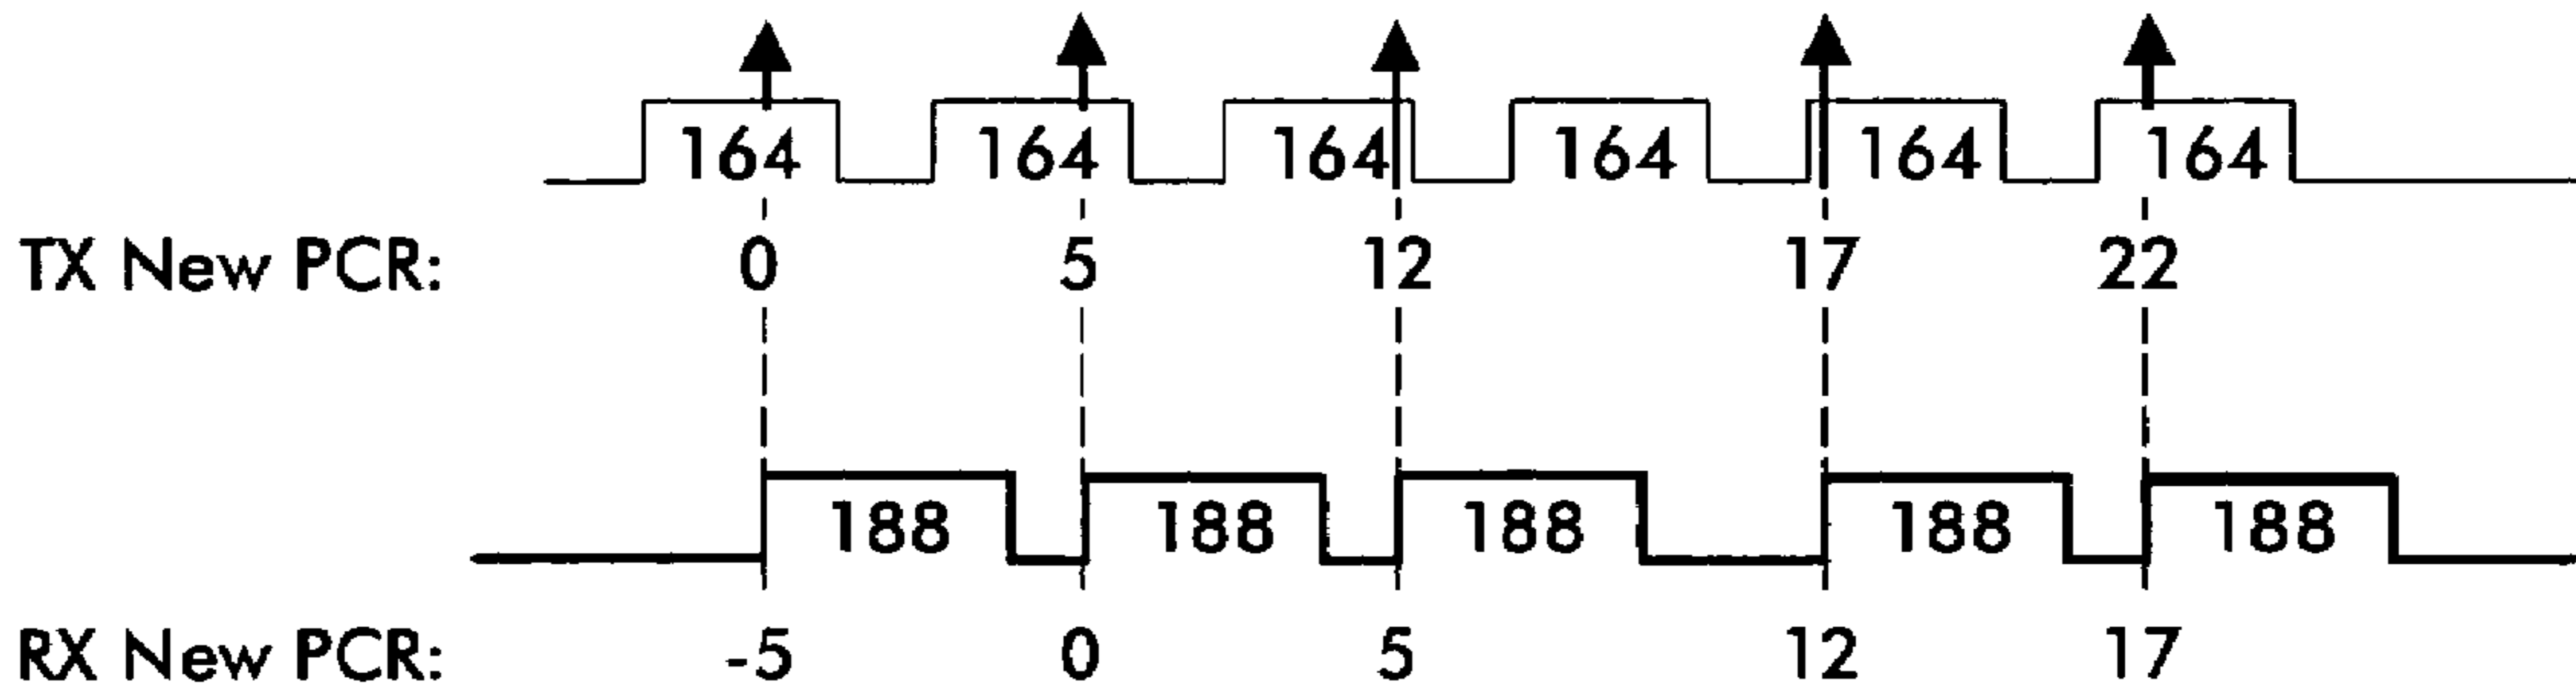 164 164 164 164 164 164
TX New PCR: 0 5 12 17 22
188 188 188 188 188
RX New PCR: -5 0 5 12 17